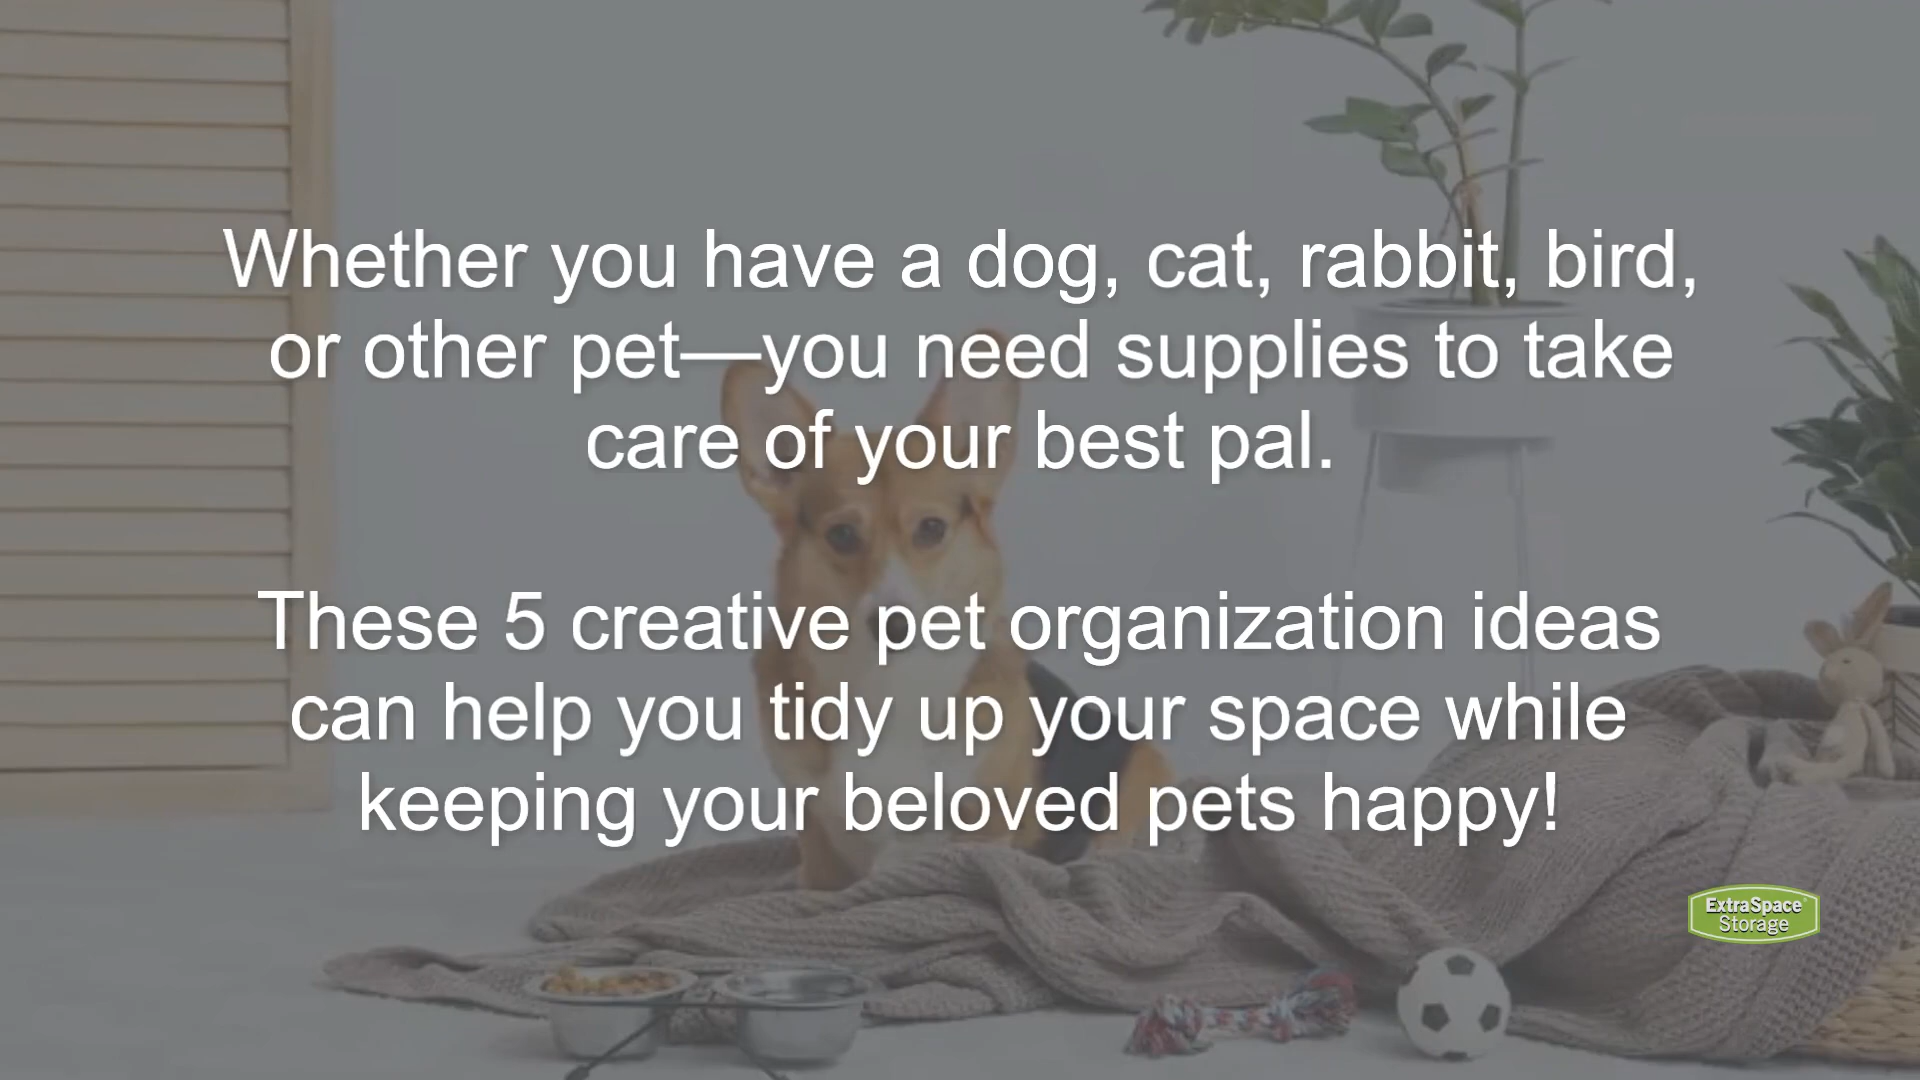 Whether you have a dog, cat, rabbit, bird,
or other pet—you need supplies to take
care of your best pal.
These 5 creative pet organization ideas
can help you tidy up your space while
keeping your beloved pets happy!
ExtraSpace
Storage